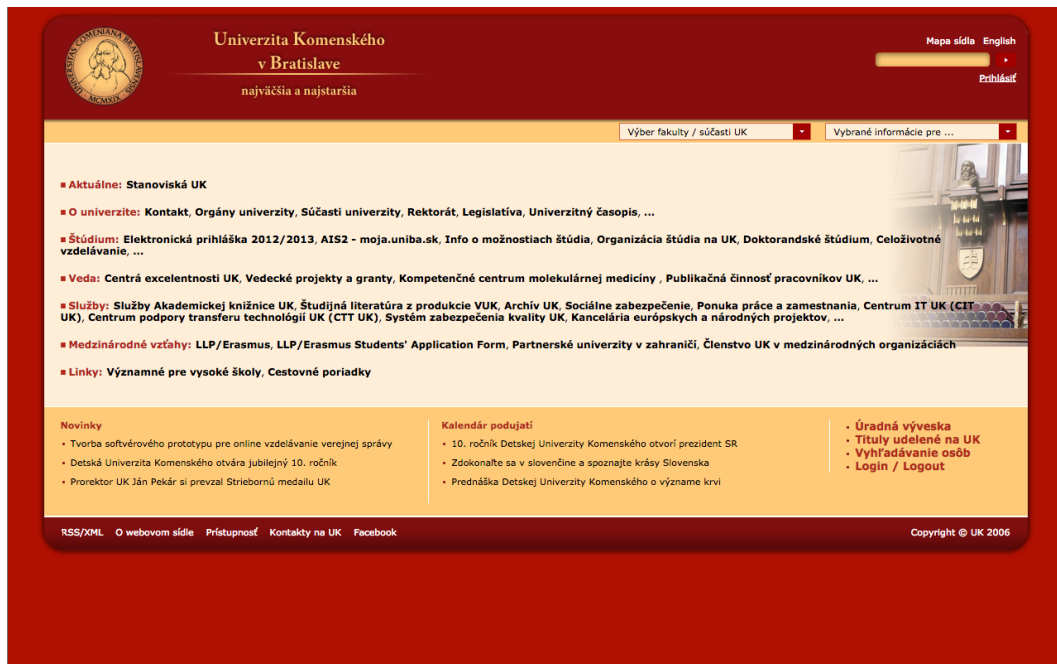 UNIVERSITAS COMENIANA BRATISLAVENSIS
MCMXIX
Univerzita Komenského
v Bratislave
najväčšia a najstaršia
Mapa sídla English
Prihlásiť
Výber fakulty / súčasti UK
Vybrané informácie pre ...
Aktuálne: Stanoviská UK
O univerzite: Kontakt, Orgány univerzity, Súčasti univerzity, Rektorát, Legislatíva, Univerzitný časopis, ...
Štúdium: Elektronická prihláška 2012/2013, AIS2 - moja.uniba.sk, Info o možnostiach štúdia, Organizácia štúdia na UK, Doktorandské štúdium, Celoživotné
vzdelávanie, ...
Veda: Centrá excelentnosti UK, Vedecké projekty a granty, Kompetenčné centrum molekulárnej medicíny , Publikačná činnosť pracovníkov UK, ...
Služby: Služby Akademickej knižnice UK, Študijná literatúra z produkcie VUK, Archív UK, Sociálne zabezpečenie, Ponuka práce a zamestnania, Centrum IT UK (CIT
UK), Centrum podpory transferu technológií UK (CTT UK), Systém zabezpečenia kvality UK, Kancelária európskych a národných projektov, ...
Medzinárodné vzťahy: LLP/Erasmus, LLP/Erasmus Students' Application Form, Partnerské univerzity v zahraničí, Členstvo UK v medzinárodných organizáciách
Linky: Významné pre vysoké školy, Cestovné poriadky
Novinky
• Tvorba softvérového prototypu pre online vzdelávanie verejnej správy
• Detská Univerzita Komenského otvára jubilejný 10. ročník
• Prorektor UK Ján Pekár si prevzal Striebornú medailu UK
Kalendár podujatí
• 10. ročník Detskej Univerzity Komenského otvorí prezident SR
• Zdokonaľte sa v slovenčine a spoznajte krásy Slovenska
• Prednáška Detskej Univerzity Komenského o význame krvi
• Úradná výveska
• Tituly udelené na UK
• Vyhľadávanie osôb
• Login / Logout
RSS/XML O webovom sídle Prístupnosť Kontakty na UK Facebook
Copyright © UK 2006